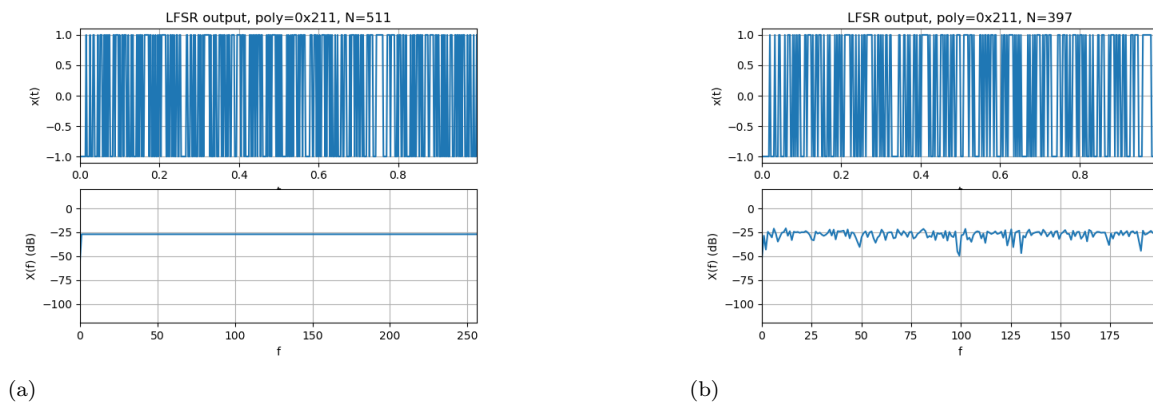 LFSR output, poly=0x211, N=511
1.0
0.5
0.0
−0.5
−1.0
x(t)
0.0 0.2 0.4 0.6 0.8
0
−25
−50
−75
−100
X(f) (dB)
0 50 100 150 200 250
f
(a)
LFSR output, poly=0x211, N=397
1.0
0.5
0.0
−0.5
−1.0
x(t)
0.0 0.2 0.4 0.6 0.8
0
−25
−50
−75
−100
X(f) (dB)
0 25 50 75 100 125 150 175
f
(b)